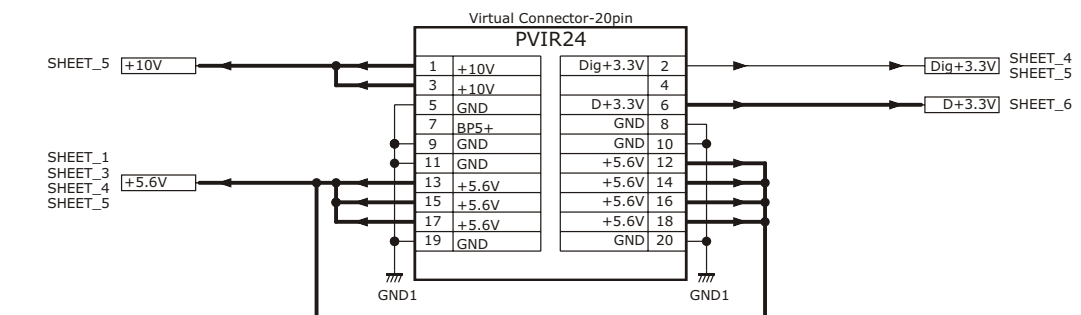 Virtual Connector-20pin
PVIR24
SHEET_5 +10V
1 +10V Dig+3.3V 2
Dig+3.3V SHEET_4
SHEET_5
3 +10V 4
5 GND D+3.3V 6
D+3.3V SHEET_6
7 BP5+ GND 8
9 GND GND 10
11 GND +5.6V 12
SHEET_1
SHEET_3
SHEET_4
SHEET_5
+5.6V
13 +5.6V +5.6V 14
15 +5.6V +5.6V 16
17 +5.6V +5.6V 18
19 GND GND 20
GND1 GND1